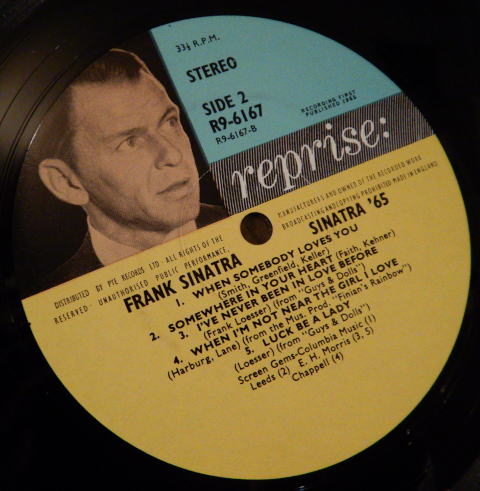 33⅓ R.P.M.
STEREO
SIDE 2
R9-6167
R9-6167-B
RECORDING FIRST
PUBLISHED 1965
reprise:
MANUFACTURERS AND OWNED OF THE RECORDED WORK
BROADCASTING AND COPYING PROHIBITED MADE IN ENGLAND
DISTRIBUTED BY PYE RECORDS LTD · ALL RIGHTS OF THE
RESERVED · UNAUTHORISED PUBLIC PERFORMANCE,
FRANK SINATRA
SINATRA '65
1. WHEN SOMEBODY LOVES YOU
(Smith, Greenfield, Keller)
2. SOMEWHERE IN YOUR HEART (Faith, Kehner)
3. I'VE NEVER BEEN IN LOVE BEFORE
(Frank Loesser) (from "Guys & Dolls")
4. WHEN I'M NOT NEAR THE GIRL I LOVE
(Harburg, Lane) (from the Mus. Prod. "Finian's Rainbow")
5. LUCK BE A LADY
(Loesser) (from "Guys & Dolls")
Screen Gems-Columbia Music (1)
Leeds (2) E. H. Morris (3, 5)
Chappell (4)